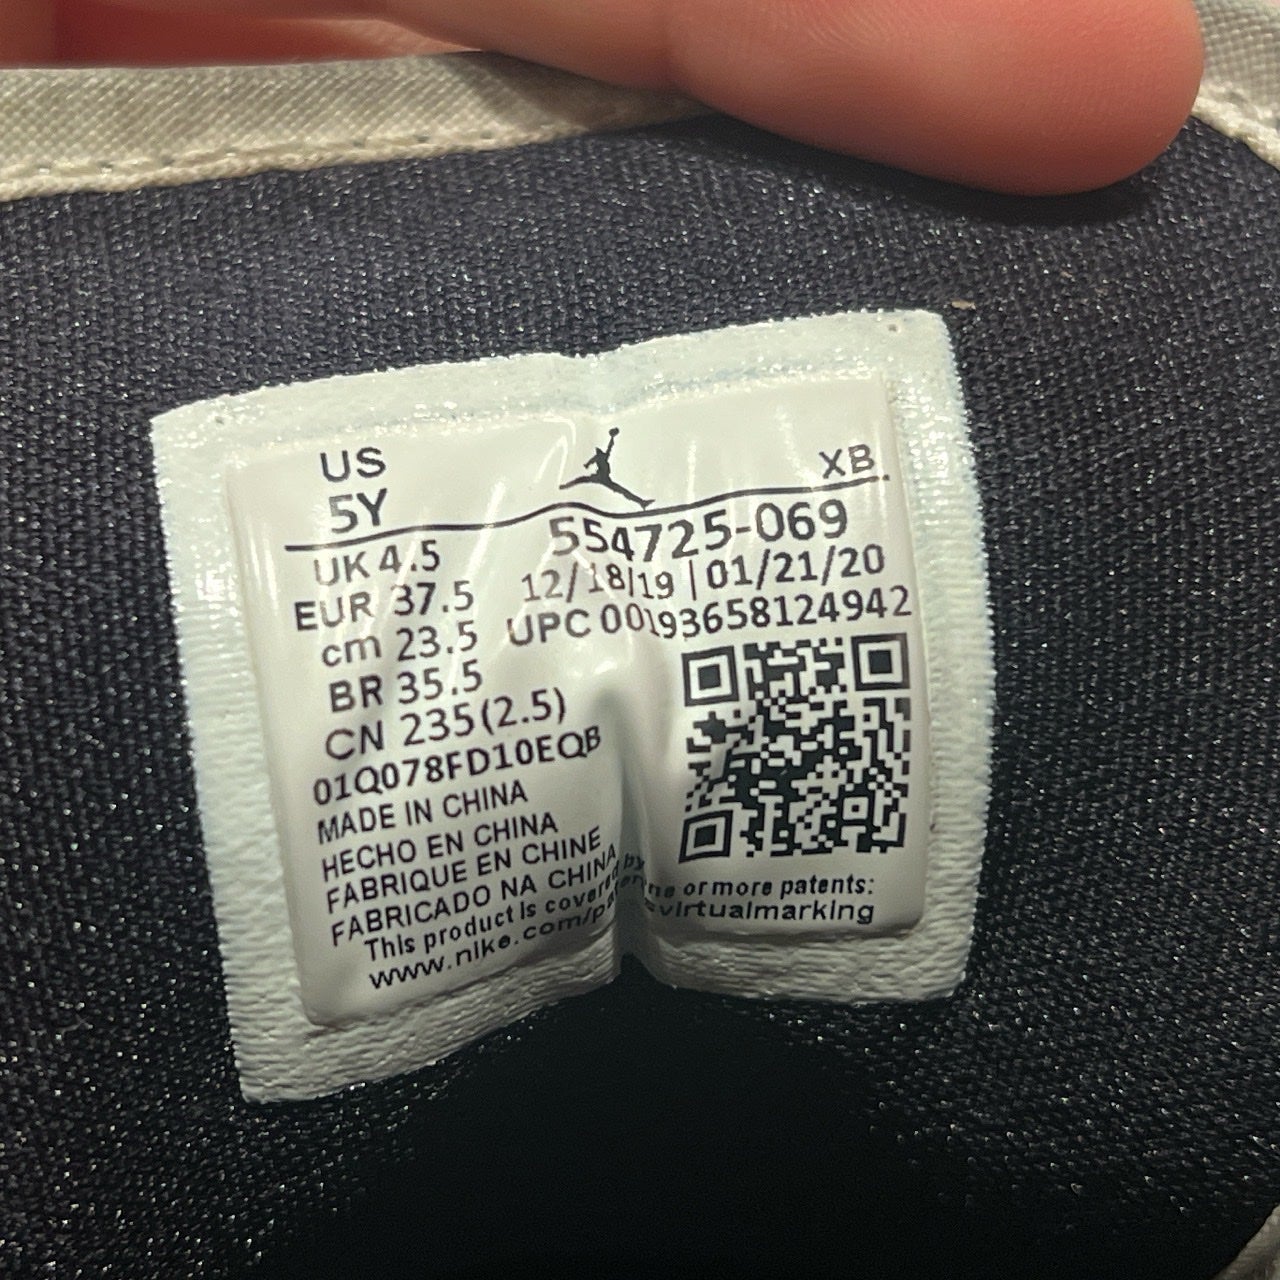 US
5Y
XB
UK 4.5
EUR 37.5
cm 23.5
BR 35.5
CN 235(2.5)
01Q078FD10EQB
MADE IN CHINA
HECHO EN CHINA
FABRIQUE EN CHINE
FABRICADO NA CHINA
554725-069
12/18/19 | 01/21/20
UPC 00193658124942
This product is covered by or more patents:
www.nike.com/ virtualmarking